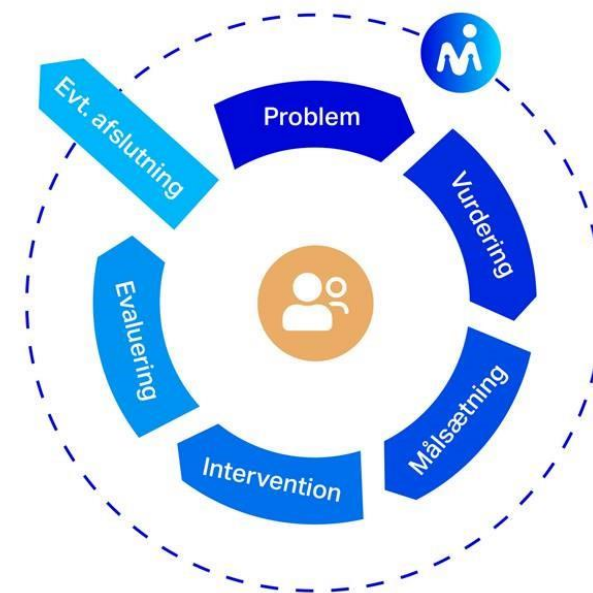 Problem
Vurdering
Målsætning
Intervention
Evaluering
Evt. afslutning